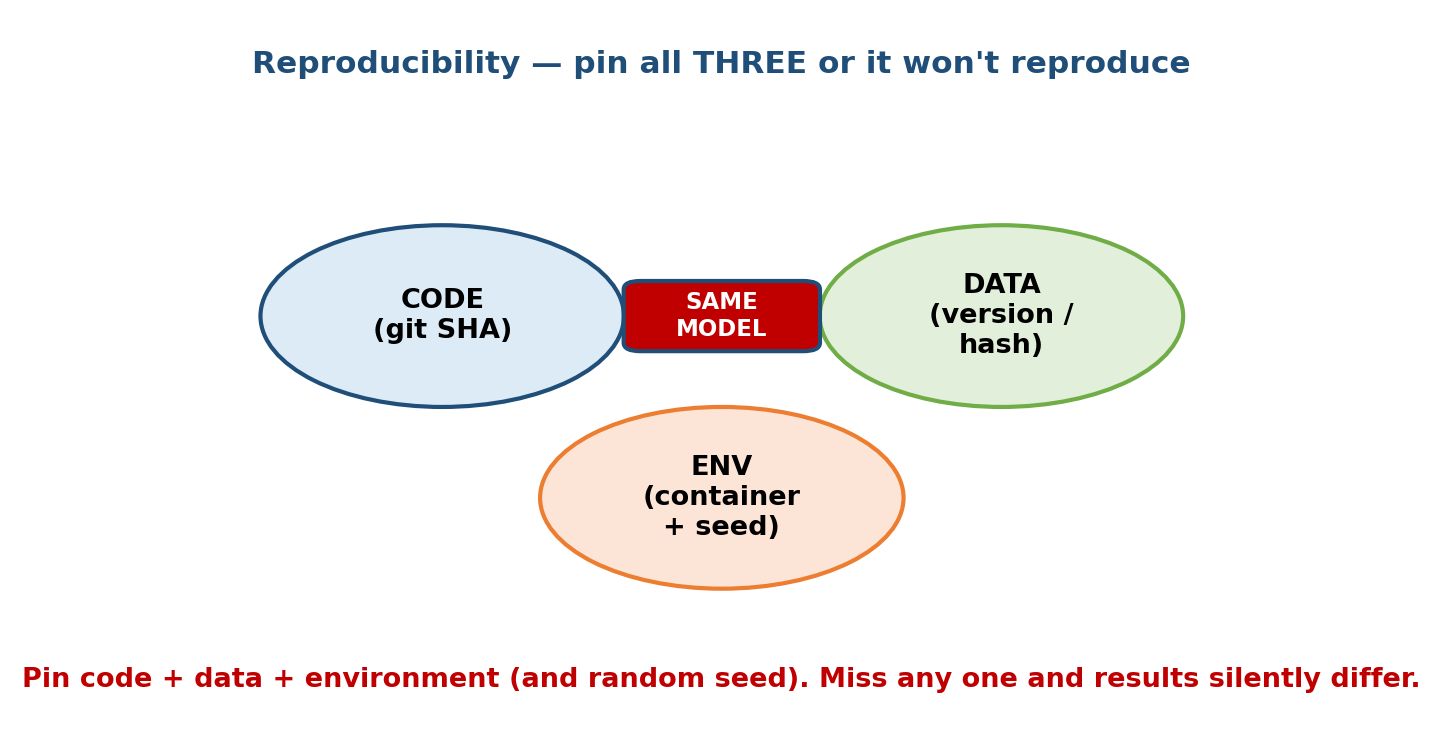 Reproducibility — pin all THREE or it won't reproduce
CODE
(git SHA)
SAME
MODEL
DATA
(version /
hash)
ENV
(container
+ seed)
Pin code + data + environment (and random seed). Miss any one and results silently differ.